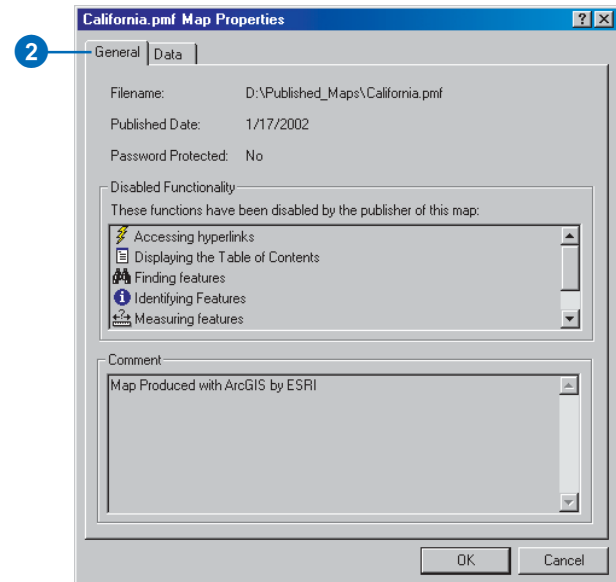 California.pmf Map Properties
2
General Data
Filename: D:\Published_Maps\California.pmf
Published Date: 1/17/2002
Password Protected: No
Disabled Functionality
These functions have been disabled by the publisher of this map:
Accessing hyperlinks
Displaying the Table of Contents
Finding features
Identifying Features
Measuring features
Comment
Map Produced with ArcGIS by ESRI
OK Cancel